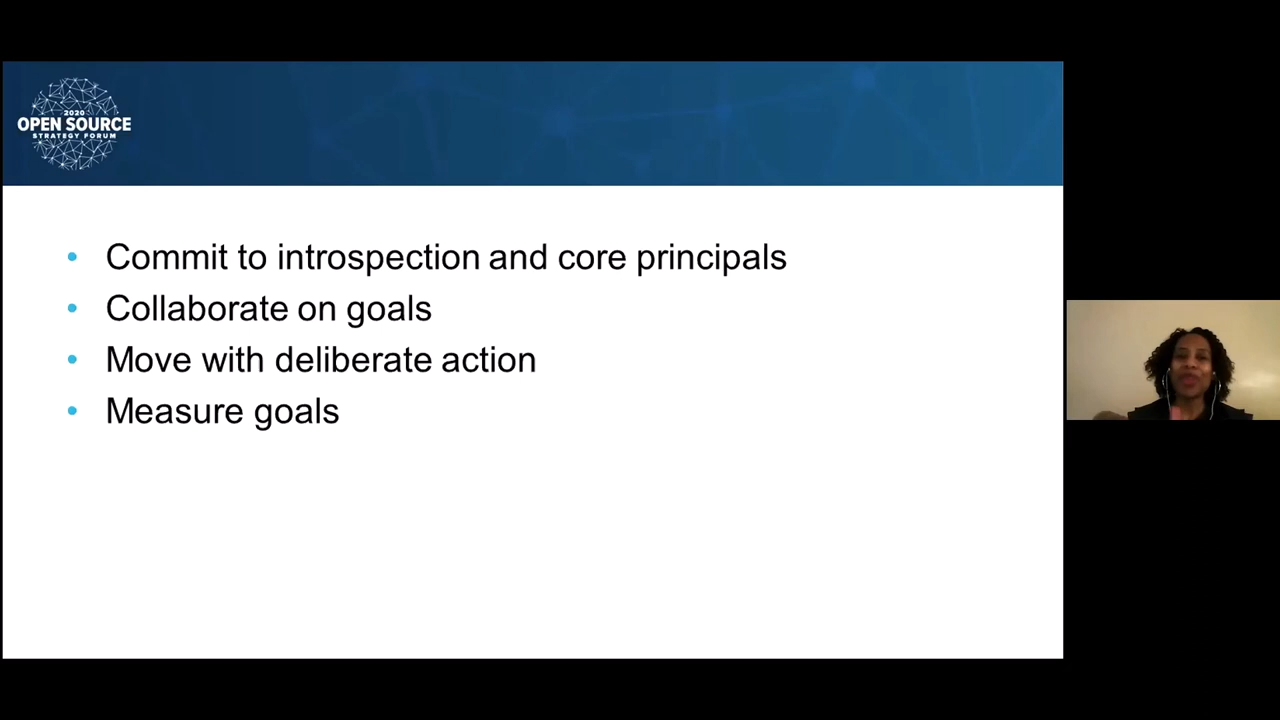 2020
OPEN SOURCE
STRATEGY FORUM
• Commit to introspection and core principals
• Collaborate on goals
• Move with deliberate action
• Measure goals